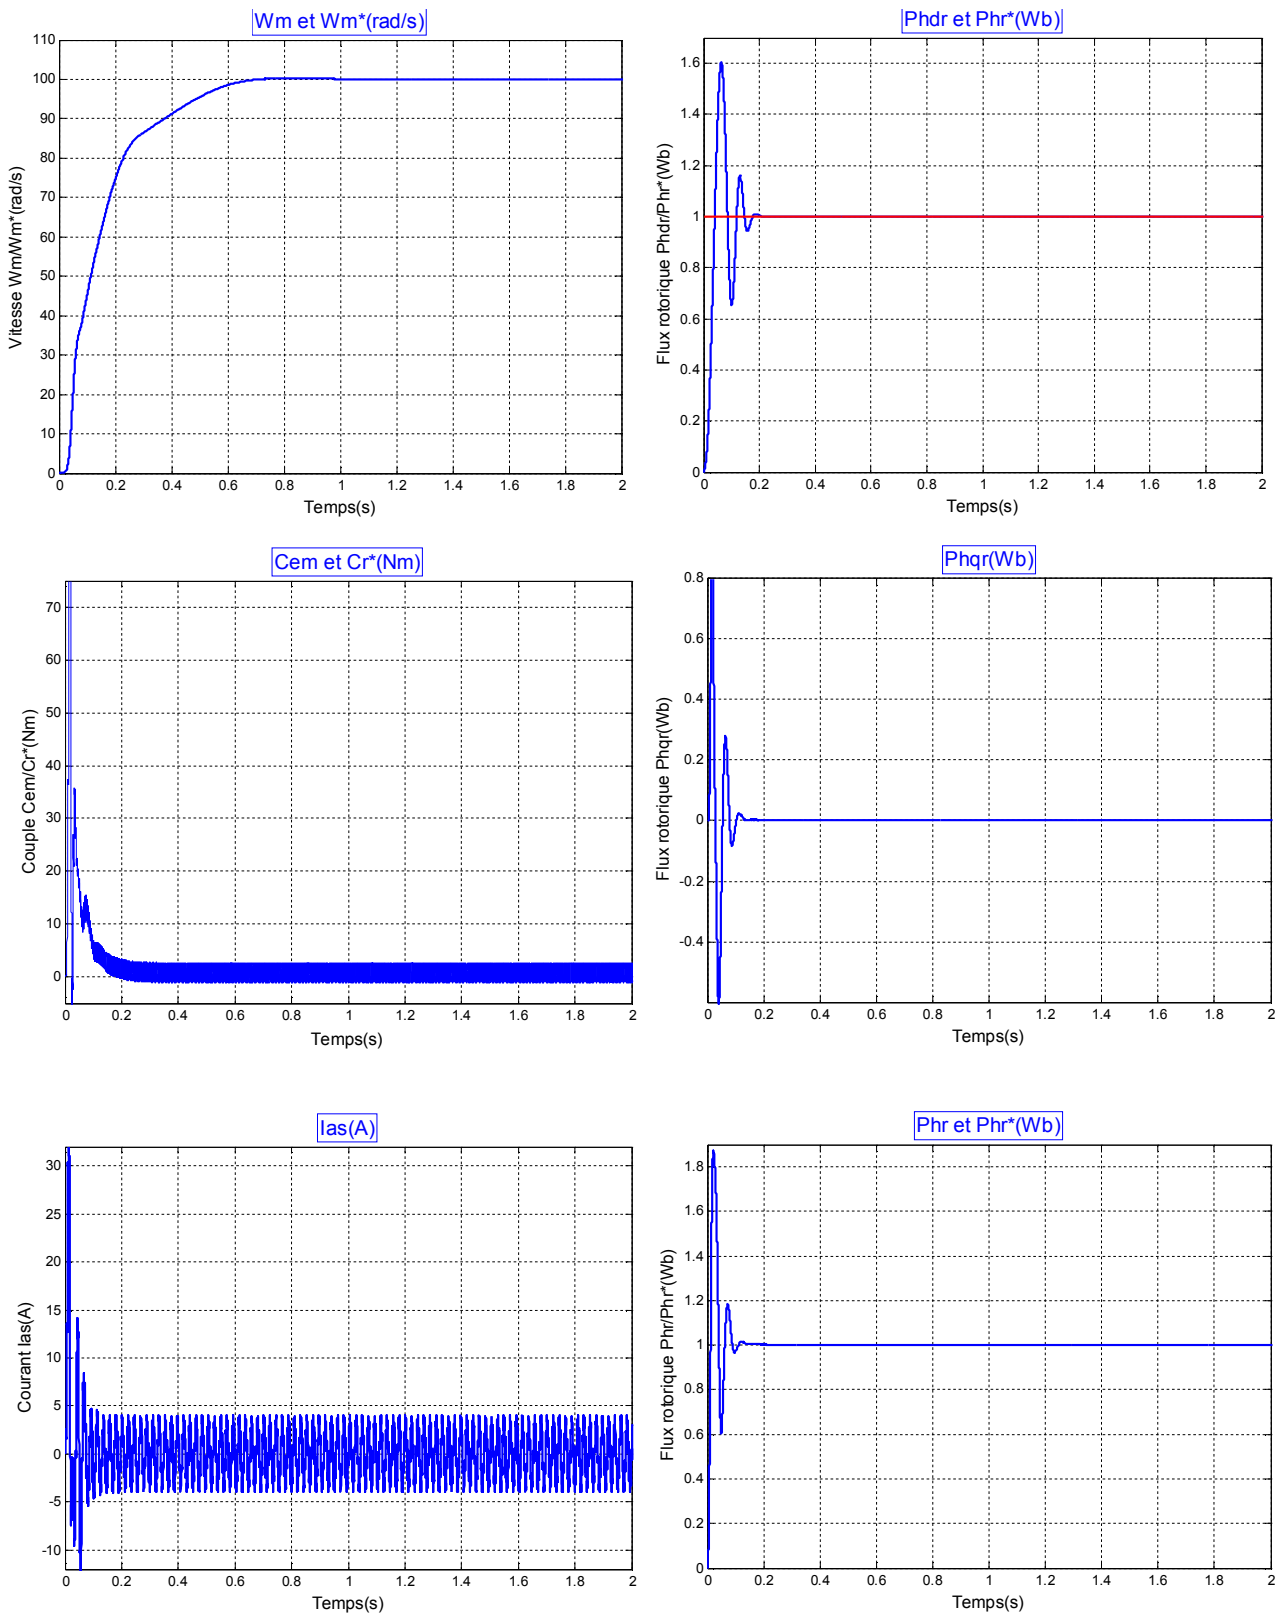 Wm et Wm*(rad/s)
110
100
90
80
70
60
50
40
30
20
10
0
Vitesse Wm/Wm*(rad/s)
0 0.2 0.4 0.6 0.8 1 1.2 1.4 1.6 1.8 2
Temps(s)
Phdr et Phr*(Wb)
1.6
1.4
1.2
1
0.8
0.6
0.4
0.2
0
Flux rotorique Phdr/Phr*(Wb)
0 0.2 0.4 0.6 0.8 1 1.2 1.4 1.6 1.8 2
Temps(s)
Cem et Cr*(Nm)
70
60
50
40
30
20
10
0
Couple Cem/Cr*(Nm)
0 0.2 0.4 0.6 0.8 1 1.2 1.4 1.6 1.8 2
Temps(s)
Phqr(Wb)
0.8
0.6
0.4
0.2
0
-0.2
-0.4
Flux rotorique Phqr(Wb)
0 0.2 0.4 0.6 0.8 1 1.2 1.4 1.6 1.8 2
Temps(s)
Ias(A)
30
25
20
15
10
5
0
-5
-10
Courant Ias(A)
0 0.2 0.4 0.6 0.8 1 1.2 1.4 1.6 1.8 2
Temps(s)
Phr et Phr*(Wb)
1.8
1.6
1.4
1.2
1
0.8
0.6
0.4
0.2
0
Flux rotorique Phr/Phr*(Wb)
0 0.2 0.4 0.6 0.8 1 1.2 1.4 1.6 1.8 2
Temps(s)